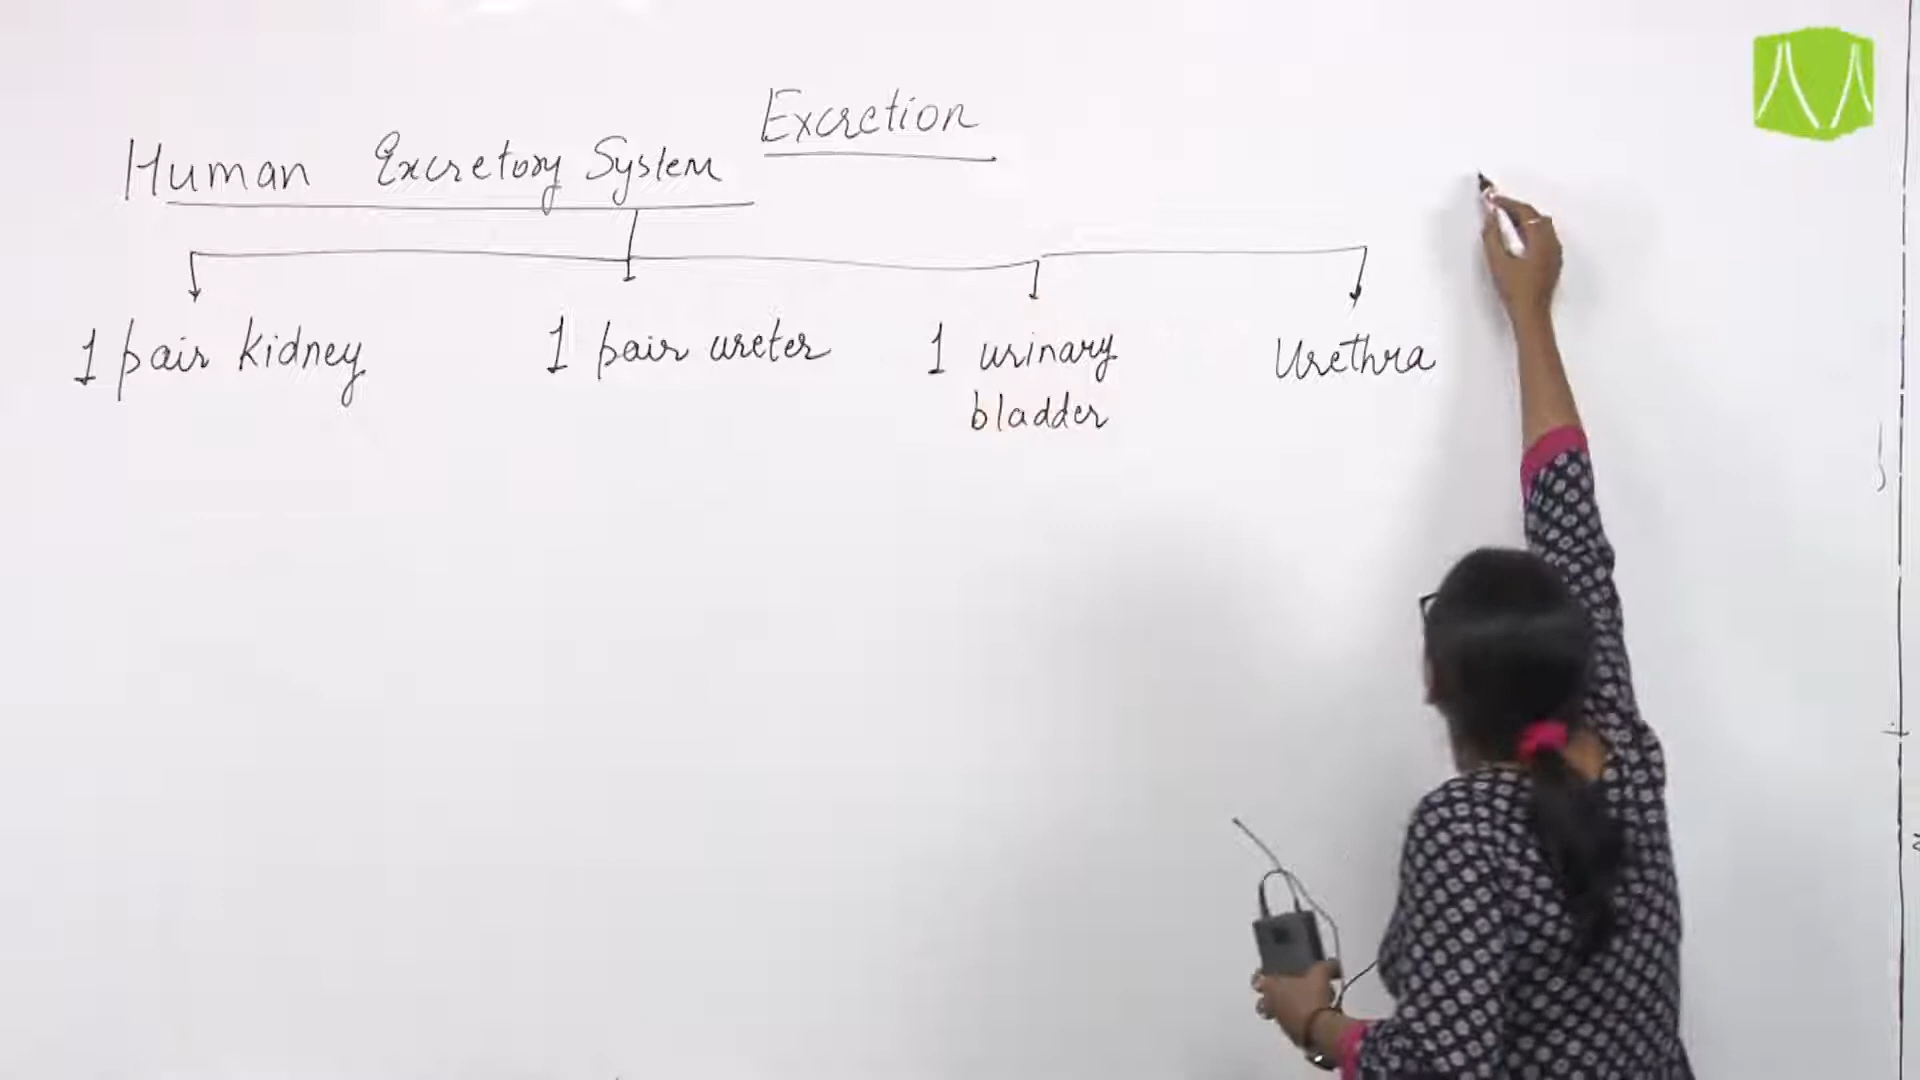 Excretion
Human Excretory System
1 pair kidney
1 pair ureter
1 urinary
bladder
Urethra